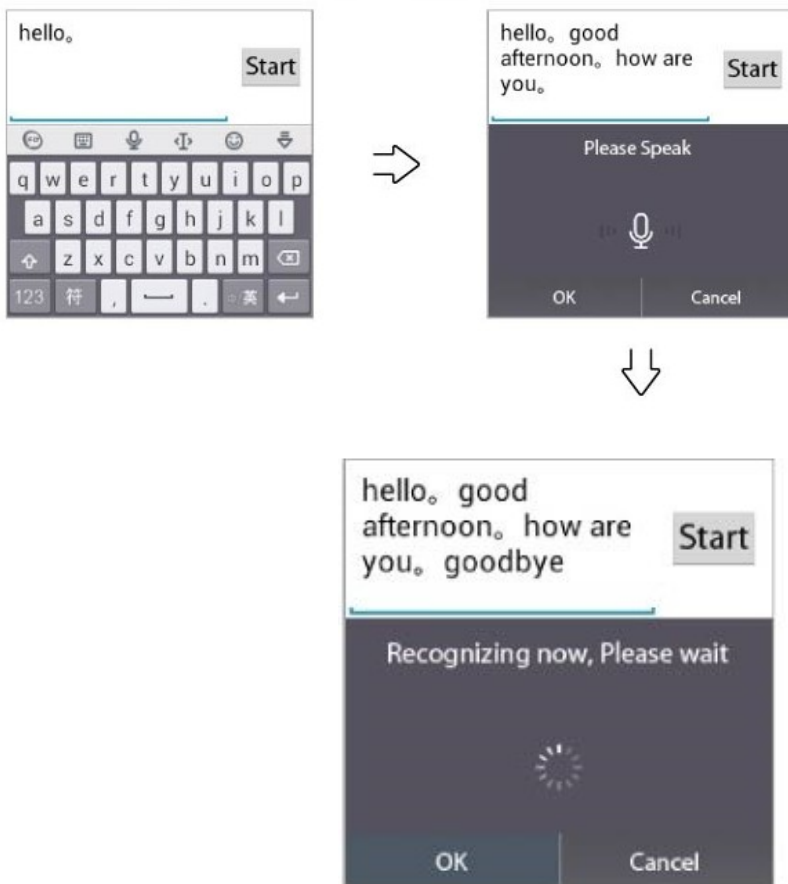 hello。
Start
q w e r t y u i o p
a s d f g h j k l
z x c v b n m
123 符 , . 英
hello。good
afternoon。how are
you。
Start
Please Speak
OK Cancel
hello。good
afternoon。how are
you。goodbye
Start
Recognizing now, Please wait
OK Cancel